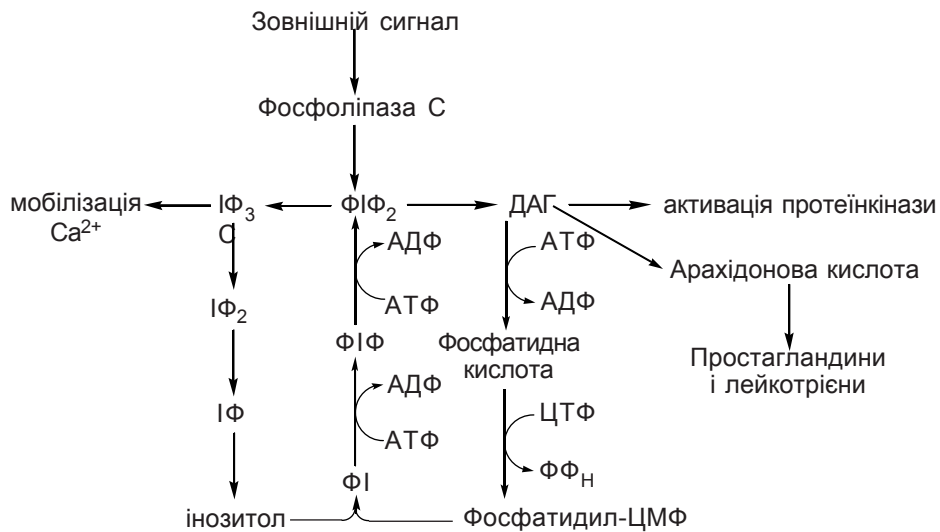 Зовнішній сигнал
Фосфоліпаза С
мобілізація
Ca²⁺
ІФ₃
С
ФІФ₂
ДАГ
активація протеїнкінази
АДФ
АТФ
АТФ
АДФ
Арахідонова кислота
ІФ₂
ФІФ
Фосфатидна
кислота
Простагландини
і лейкотрієни
АДФ
АТФ
ІФ
ЦТФ
ФФН
ФІ
інозитол
Фосфатидил-ЦМФ